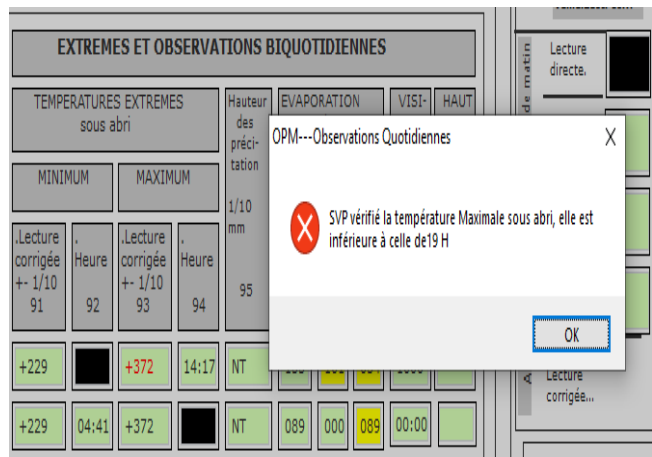 EXTREMES ET OBSERVATIONS BIQUOTIDIENNES
TEMPERATURES EXTREMES
sous abri
Hauteur
des
préci-
tation
1/10
mm
95
EVAPORATION
VISI-
HAUT
MINIMUM
MAXIMUM
.Lecture
corrigée
+- 1/10
91
.
Heure
92
.Lecture
corrigée
+- 1/10
93
.
Heure
94
+229
+372
14:17
NT
+229
04:41
+372
NT
089
000
089
00:00
OPM---Observations Quotidiennes
SVP vérifié la température Maximale sous abri, elle est
inférieure à celle de19 H
OK
de matin
Lecture
directe.
A
Lecture
corrigée...